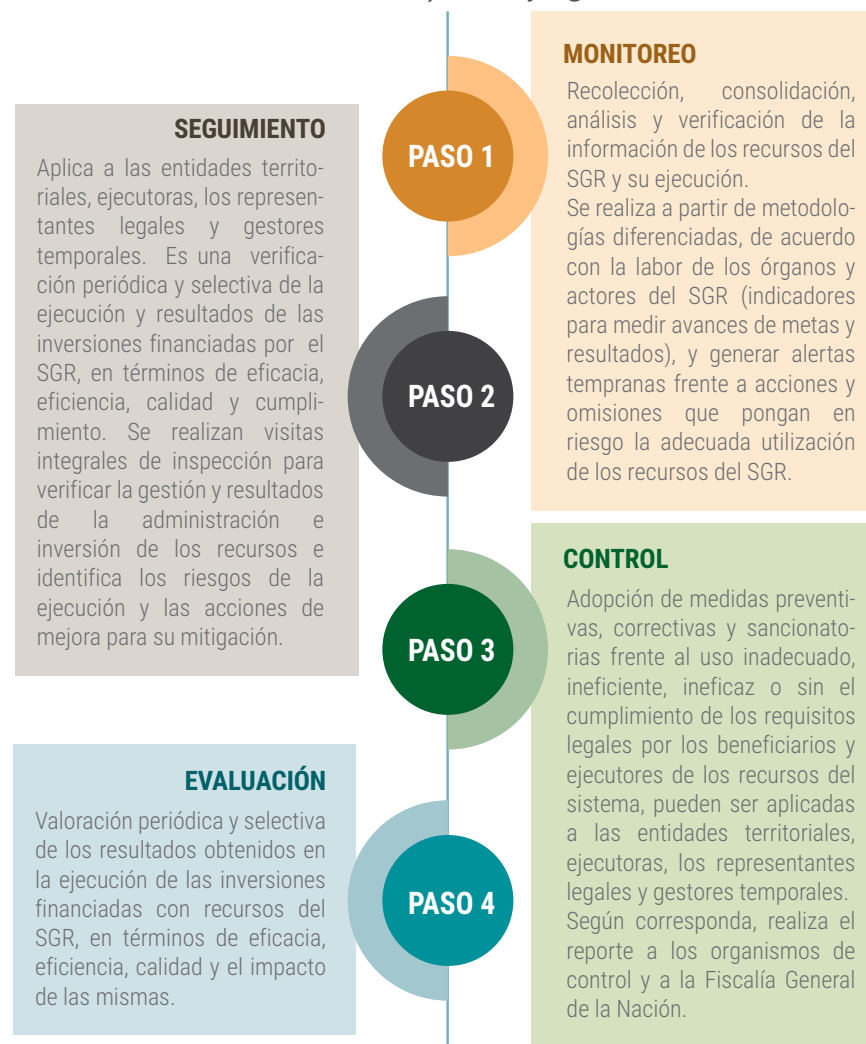 PASO 1
MONITOREO
Recolección, consolidación,
análisis y verificación de la
información de los recursos del
SGR y su ejecución.
Se realiza a partir de metodolo-
gías diferenciadas, de acuerdo
con la labor de los órganos y
actores del SGR (indicadores
para medir avances de metas y
resultados), y generar alertas
tempranas frente a acciones y
omisiones que pongan en
riesgo la adecuada utilización
de los recursos del SGR.
PASO 2
SEGUIMIENTO
Aplica a las entidades territo-
riales, ejecutoras, los represen-
tantes legales y gestores
temporales. Es una verifica-
ción periódica y selectiva de la
ejecución y resultados de las
inversiones financiadas por el
SGR, en términos de eficacia,
eficiencia, calidad y cumpli-
miento. Se realizan visitas
integrales de inspección para
verificar la gestión y resultados
de la administración e
inversión de los recursos e
identifica los riesgos de la
ejecución y las acciones de
mejora para su mitigación.
PASO 3
CONTROL
Adopción de medidas preventi-
vas, correctivas y sancionato-
rias frente al uso inadecuado,
ineficiente, ineficaz o sin el
cumplimiento de los requisitos
legales por los beneficiarios y
ejecutores de los recursos del
sistema, pueden ser aplicadas
a las entidades territoriales,
ejecutoras, los representantes
legales y gestores temporales.
Según corresponda, realiza el
reporte a los organismos de
control y a la Fiscalía General
de la Nación.
PASO 4
EVALUACIÓN
Valoración periódica y selectiva
de los resultados obtenidos en
la ejecución de las inversiones
financiadas con recursos del
SGR, en términos de eficacia,
eficiencia, calidad y el impacto
de las mismas.